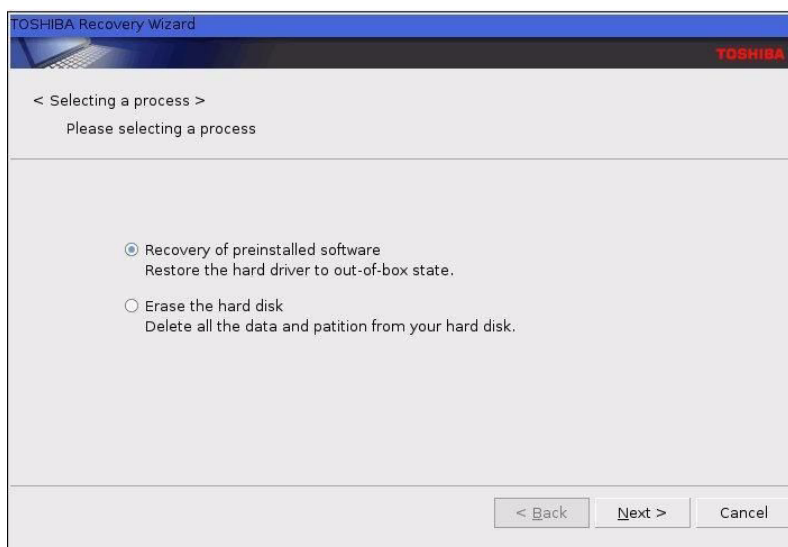 TOSHIBA Recovery Wizard
TOSHIBA
< Selecting a process >
Please selecting a process
Recovery of preinstalled software
Restore the hard driver to out-of-box state.
Erase the hard disk
Delete all the data and patition from your hard disk.
< Back
Next >
Cancel